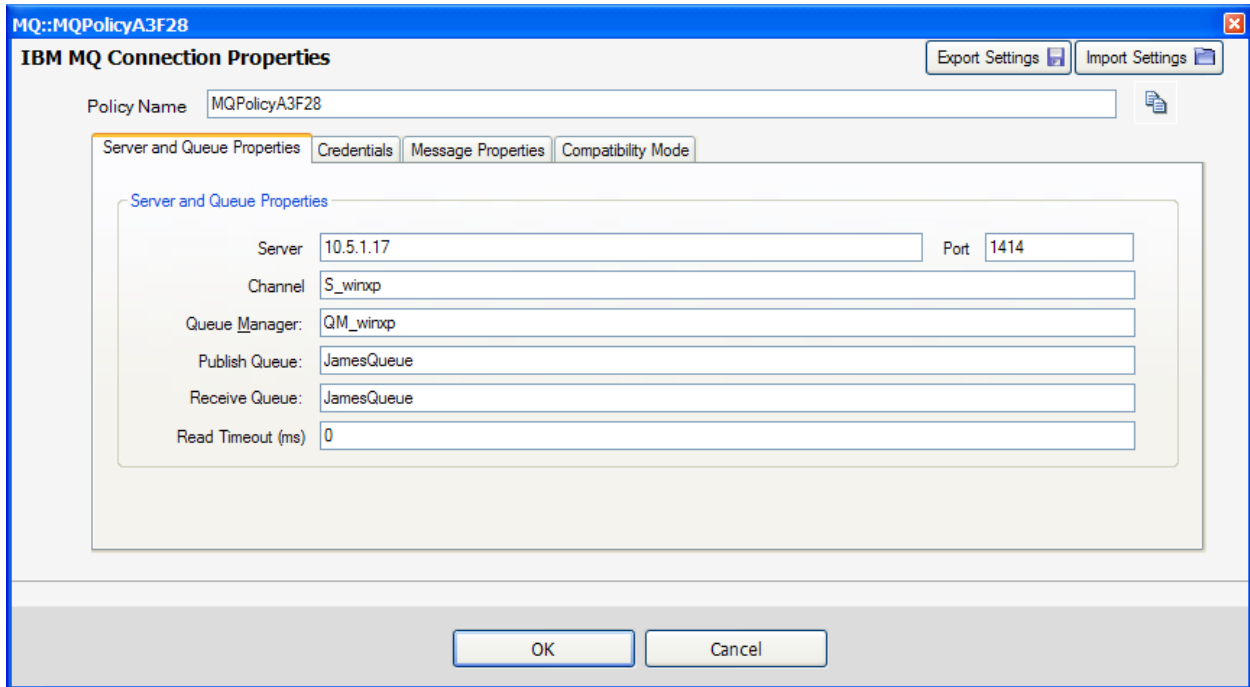 MQ::MQPolicyA3F28
IBM MQ Connection Properties
Export Settings
Import Settings
Policy Name MQPolicyA3F28
Server and Queue Properties Credentials Message Properties Compatibility Mode
Server and Queue Properties
Server 10.5.1.17 Port 1414
Channel S_winxp
Queue Manager: QM_winxp
Publish Queue: JamesQueue
Receive Queue: JamesQueue
Read Timeout (ms) 0
OK Cancel